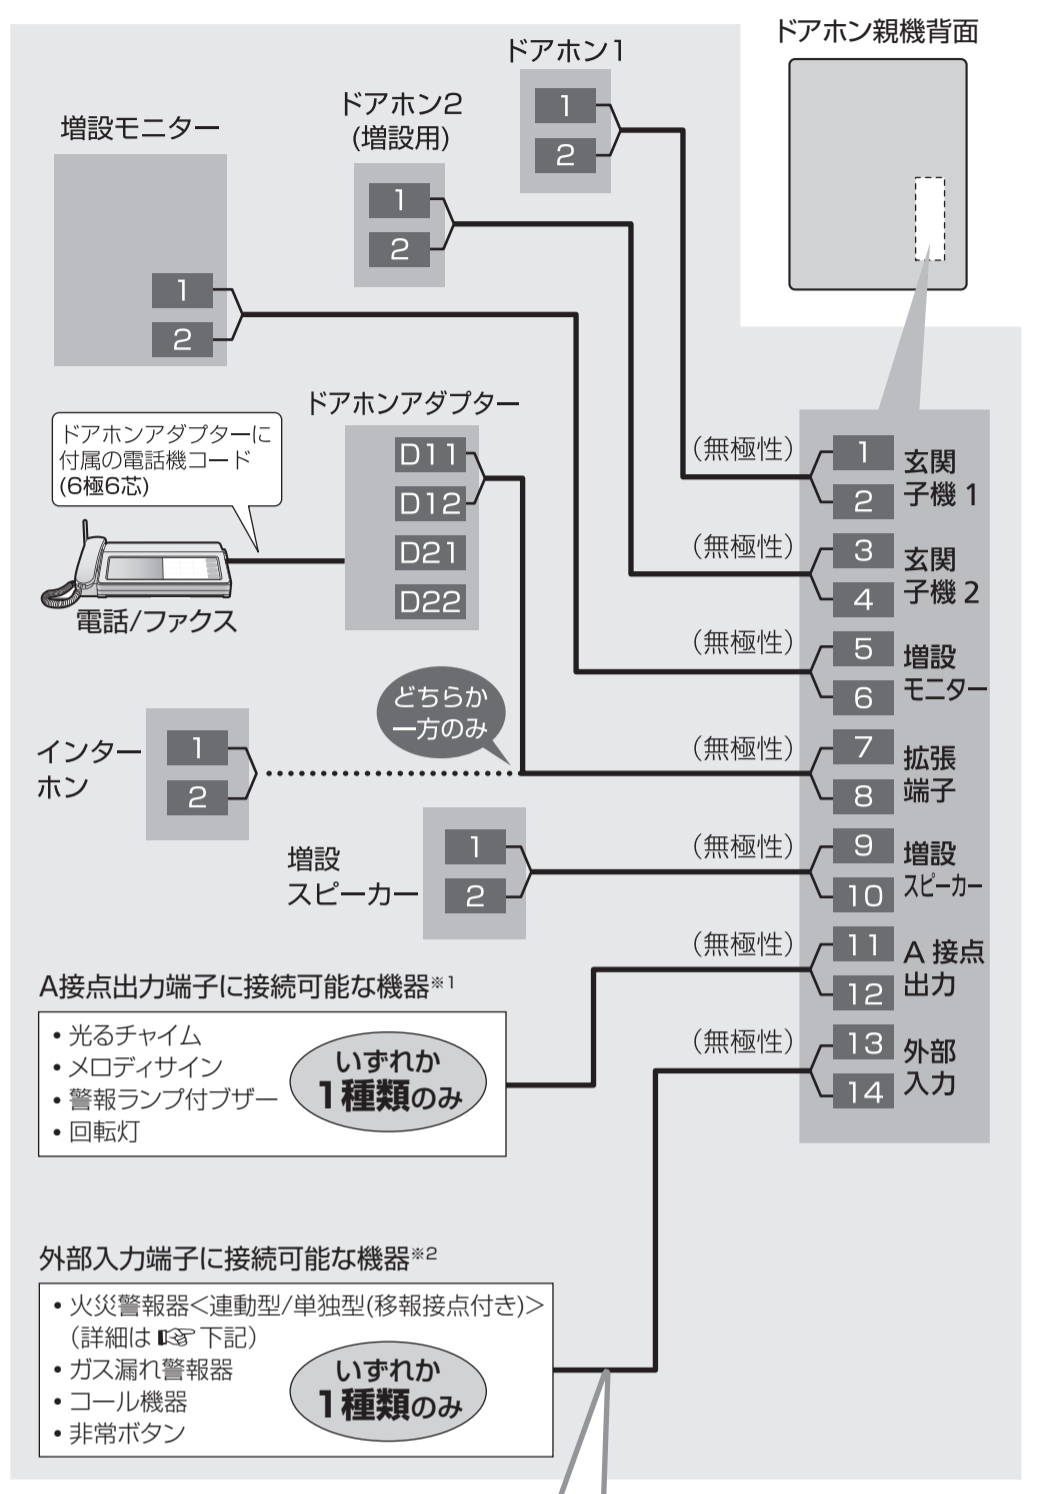 ドアホン親機背面
ドアホン1
1
2
ドアホン2
(増設用)
1
2
増設モニター
1
2
ドアホンアダプター
D11
D12
D21
D22
ドアホンアダプターに
付属の電話機コード
(6極6芯)
電話/ファクス
どちらか
一方のみ
インター
ホン
1
2
増設
スピーカー
1
2
(無極性)
1
2
玄関
子機 1
(無極性)
3
4
玄関
子機 2
(無極性)
5
6
増設
モニター
(無極性)
7
8
拡張
端子
(無極性)
9
10
増設
スピーカー
(無極性)
11
12
A 接点
出力
(無極性)
13
14
外部
入力
A接点出力端子に接続可能な機器※1
• 光るチャイム
• メロディサイン
• 警報ランプ付ブザー
• 回転灯
いずれか
1種類のみ
外部入力端子に接続可能な機器※2
• 火災警報器<連動型/単独型(移報接点付き)>
(詳細は ☞ 下記)
• ガス漏れ警報器
• コール機器
• 非常ボタン
いずれか
1種類のみ